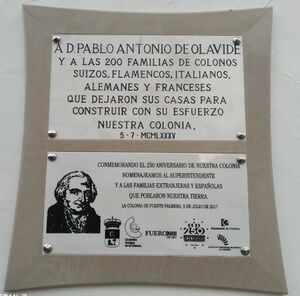 A D. PABLO ANTONIO DE OLAVIDE
Y A LAS 200 FAMILIAS DE COLONOS
SUIZOS, FLAMENCOS, ITALIANOS,
ALEMANES Y FRANCESES
QUE DEJARON SUS CASAS PARA
CONSTRUIR CON SU ESFUERZO
NUESTRA COLONIA.
5 - 7 - MCMLXXXV
CONMEMORANDO EL 250 ANIVERSARIO DE NUESTRA COLONIA
HOMENAJEAMOS AL SUPERINTENDENTE
Y A LAS FAMILIAS EXTRANJERAS Y ESPAÑOLAS
QUE POBLARON NUESTRA TIERRA.
LA COLONIA DE FUENTE PALMERA, 5 DE JULIO DE 2017
FUERO
250